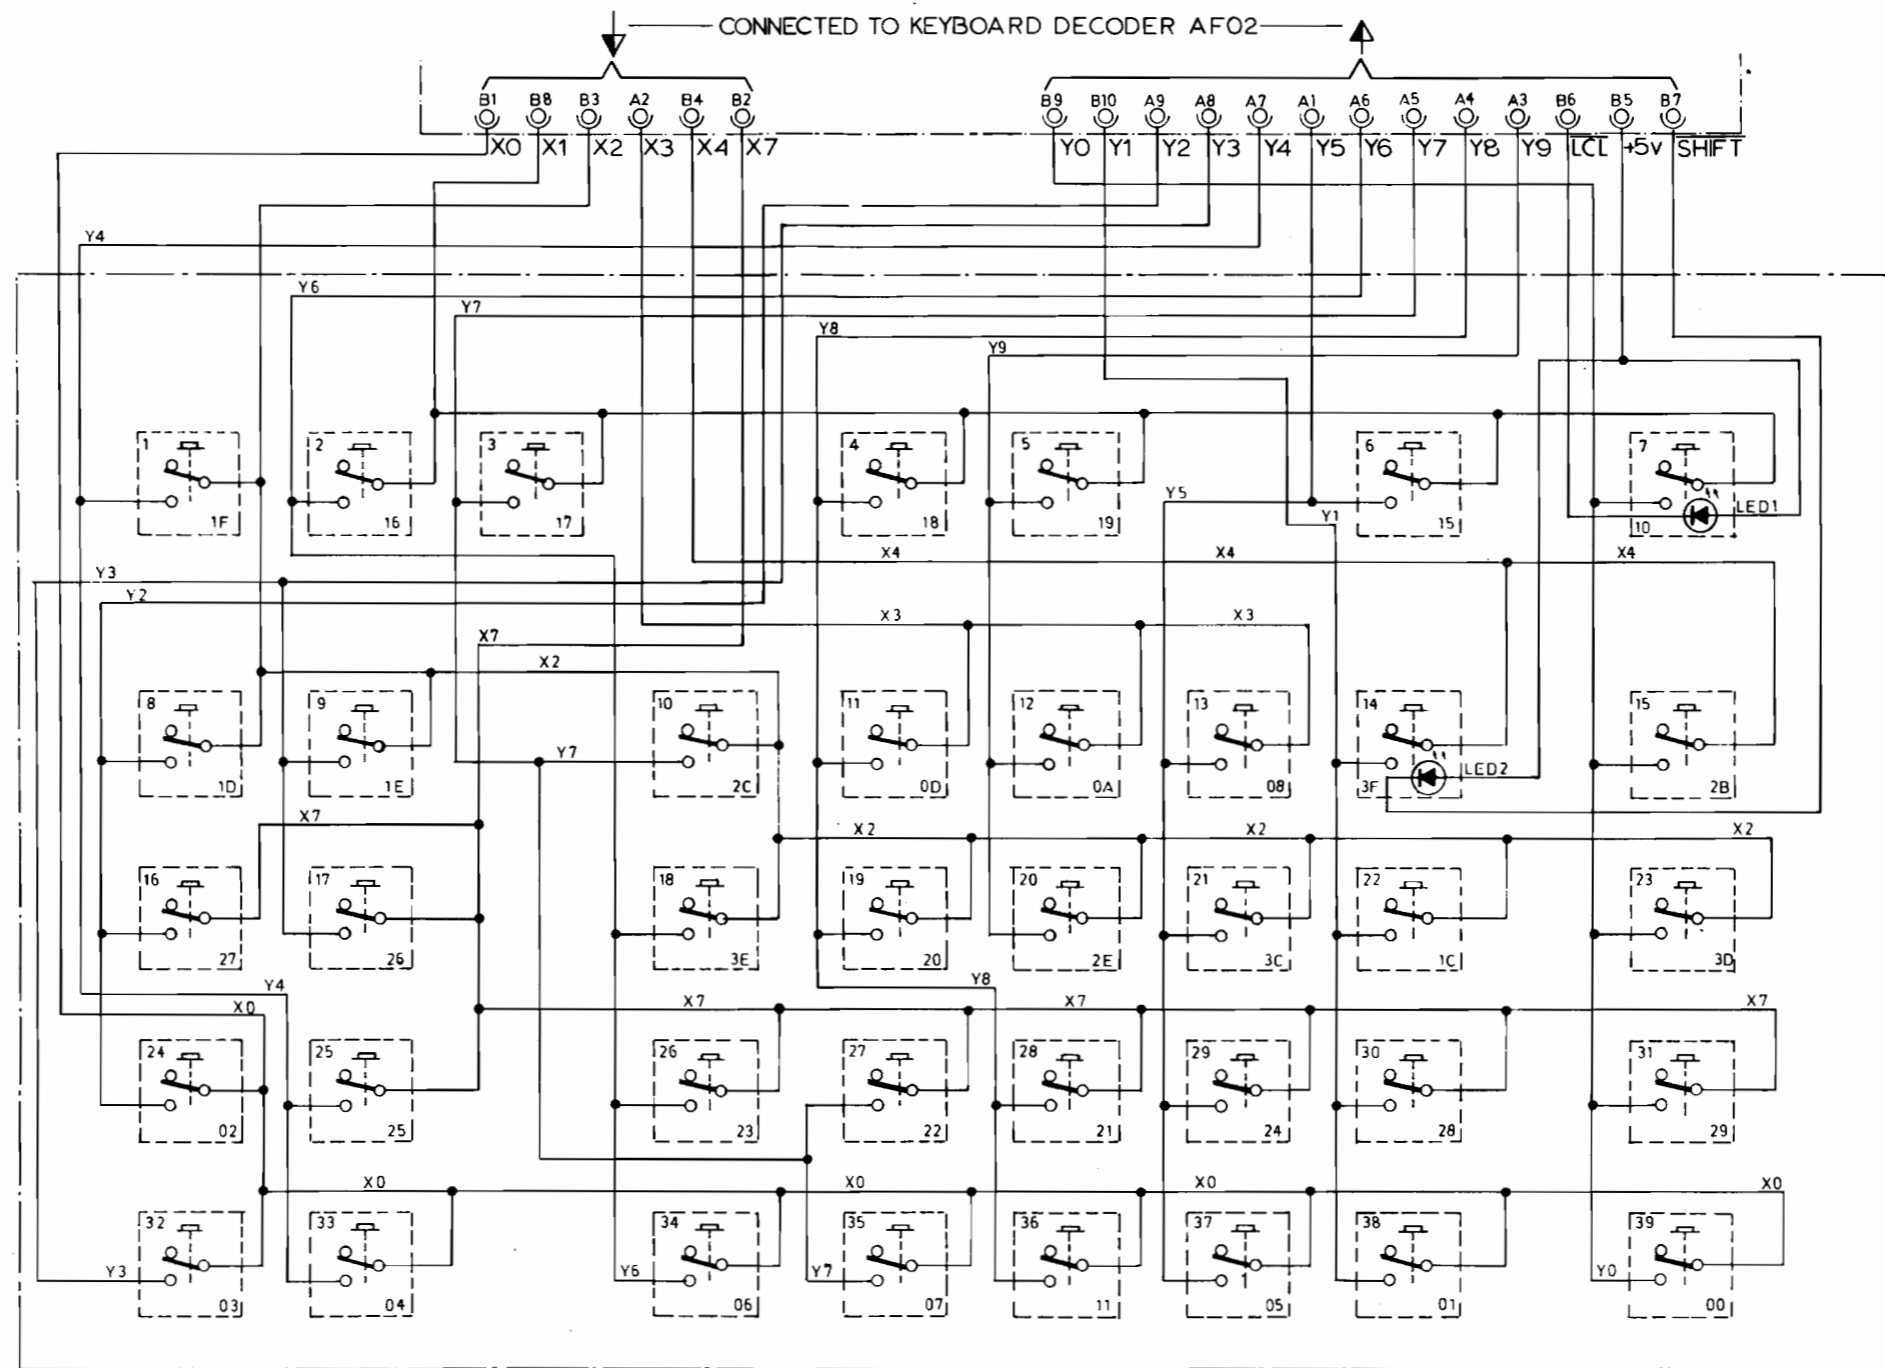 CONNECTED TO KEYBOARD DECODER AF02
B1 B8 B3 A2 B4 B2 B9 B10 A9 A8 A7 A1 A6 A5 A4 A3 B6 B5 B7
X0 X1 X2 X3 X4 X7 Y0 Y1 Y2 Y3 Y4 Y5 Y6 Y7 Y8 Y9 LCL +5v SHIFT
Y4
Y6
Y7
Y8
Y9
1 2 3 4 5 6 7
Y5
Y1
LED1
1F 16 17 18 19 15 10
X4 X4 X4
Y3
Y2
X3 X3
X7
X2
8 9 10 11 12 13 14 15
Y7
LED2
1D 1E 2C 0D 0A 08 3F 2B
X7
X2 X2 X2
16 17 18 19 20 21 22 23
27 26 3E 20 2E 3C 1C 3D
Y4
Y8
X0
X7 X7 X7
24 25 26 27 28 29 30 31
02 25 23 22 21 24 28 29
X0 X0 X0 X0
32 33 34 35 36 37 38 39
Y3 Y6 Y7 1 Y0
03 04 06 07 11 05 01 00